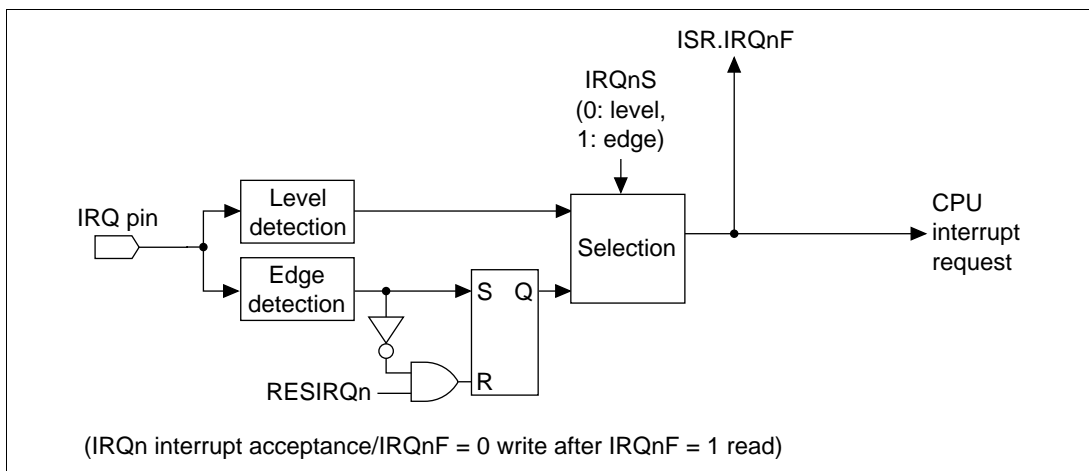 ISR.IRQnF
IRQnS
(0: level,
1: edge)
Level
detection
IRQ pin
CPU
interrupt
request
Selection
Edge
detection
S Q
R
RESIRQn
(IRQn interrupt acceptance/IRQnF = 0 write after IRQnF = 1 read)